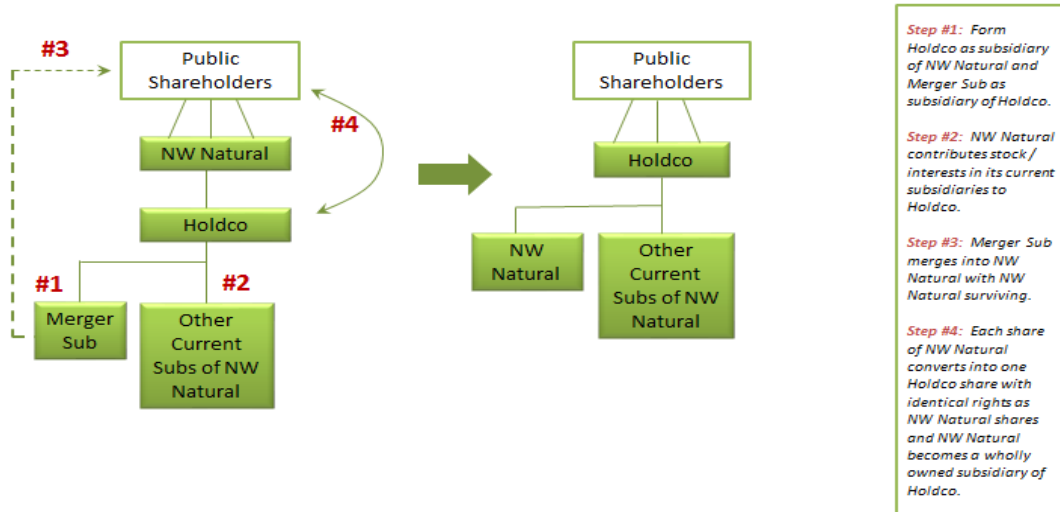 #3
Public
Shareholders
#4
NW Natural
Holdco
#1
#2
Merger
Sub
Other
Current
Subs of NW
Natural
Public
Shareholders
Holdco
NW
Natural
Other
Current
Subs of NW
Natural
Step #1: Form
Holdco as subsidiary
of NW Natural and
Merger Sub as
subsidiary of Holdco.
Step #2: NW Natural
contributes stock /
interests in its current
subsidiaries to
Holdco.
Step #3: Merger Sub
merges into NW
Natural with NW
Natural surviving.
Step #4: Each share
of NW Natural
converts into one
Holdco share with
identical rights as
NW Natural shares
and NW Natural
becomes a wholly
owned subsidiary of
Holdco.